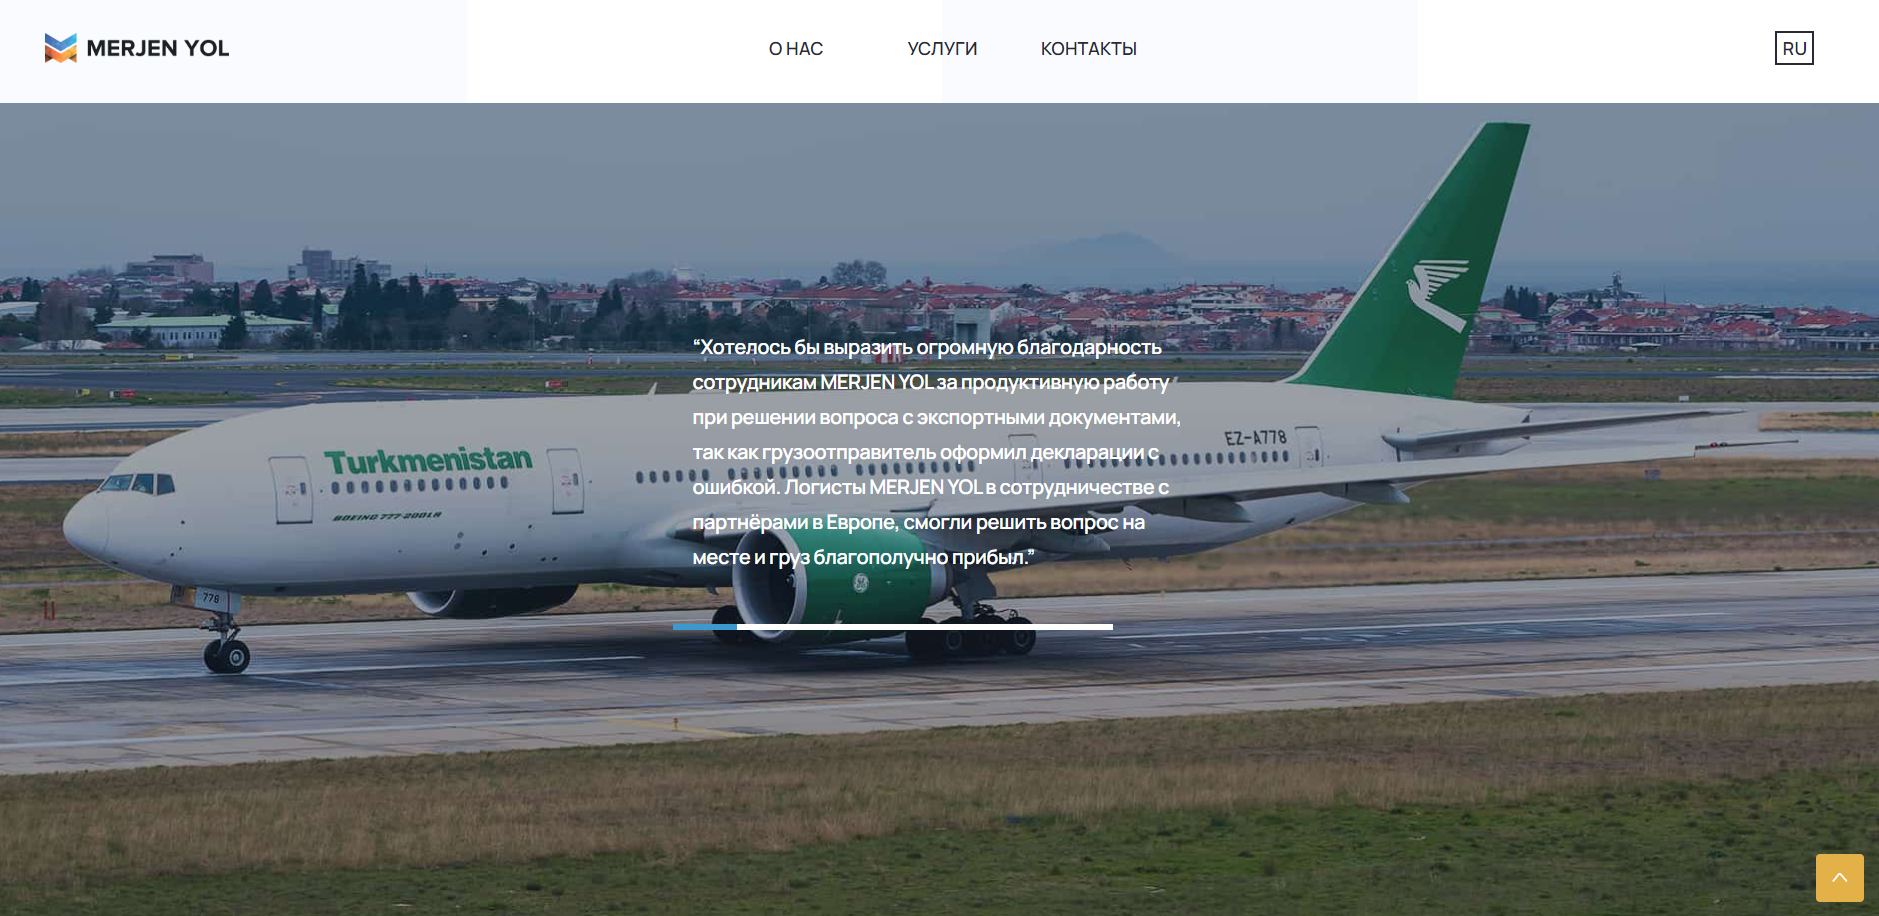 MERJEN YOL
О НАС
УСЛУГИ
КОНТАКТЫ
RU
“Хотелось бы выразить огромную благодарность
сотрудникам MERJEN YOL за продуктивную работу
при решении вопроса с экспортными документами,
так как грузоотправитель оформил декларации с
ошибкой. Логисты MERJEN YOL в сотрудничестве с
партнёрами в Европе, смогли решить вопрос на
месте и груз благополучно прибыл.”
Turkmenistan
BOEING 777-200LR
EZ-A778
778